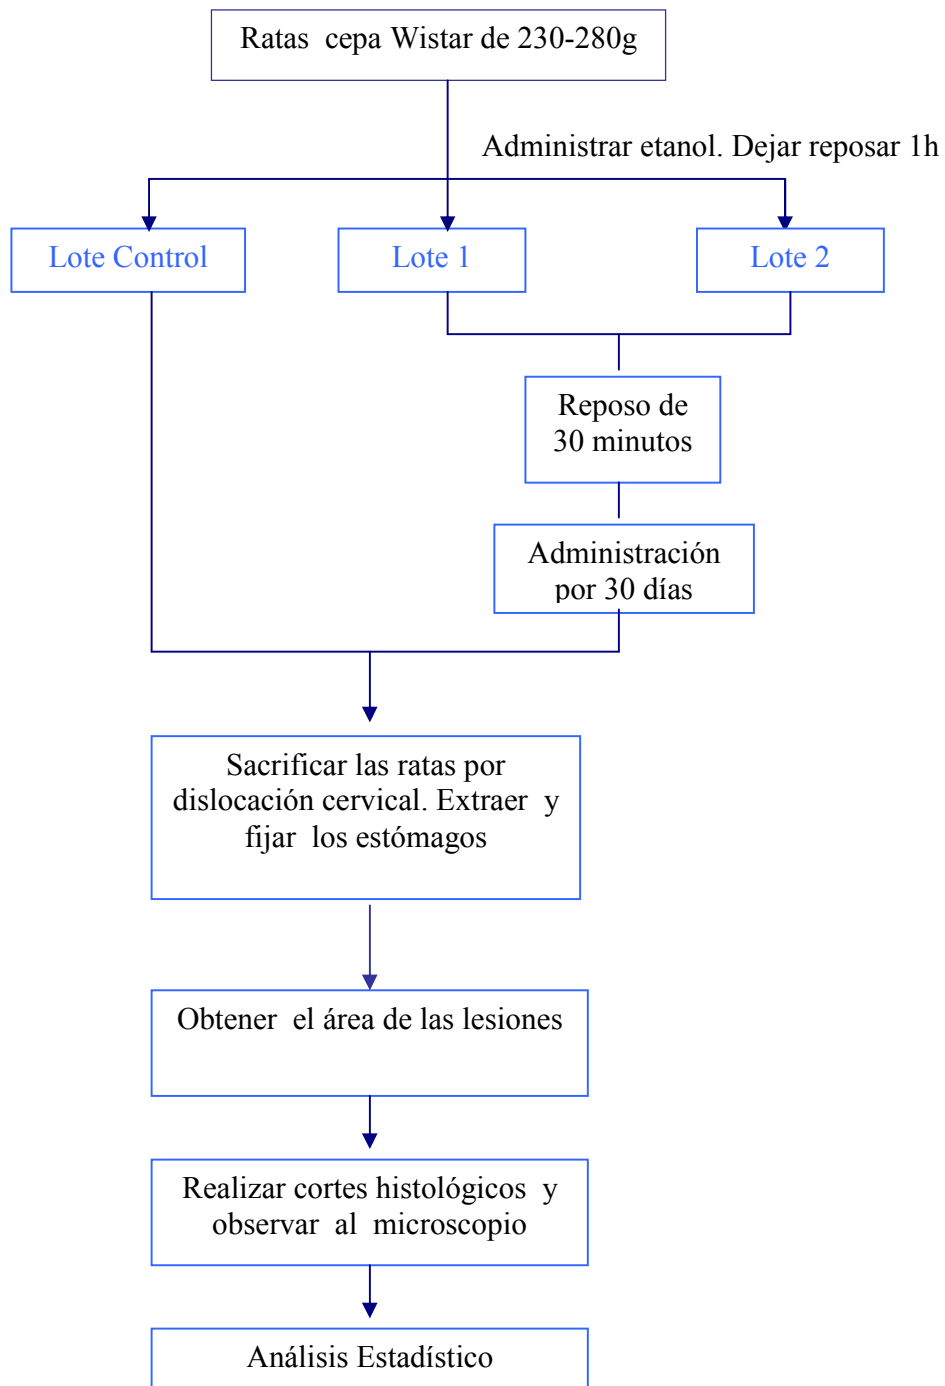 Ratas cepa Wistar de 230-280g
Administrar etanol. Dejar reposar 1h
Lote Control
Lote 1
Lote 2
Reposo de
30 minutos
Administración
por 30 días
Sacrificar las ratas por
dislocación cervical. Extraer y
fijar los estómagos
Obtener el área de las lesiones
Realizar cortes histológicos y
observar al microscopio
Análisis Estadístico